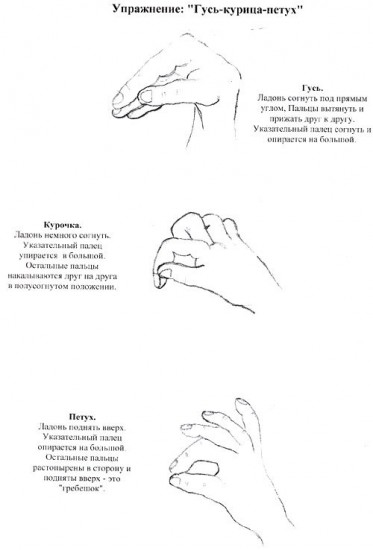 Упражнение: "Гусь-курица-петух"
Гусь.
Ладонь согнуть под прямым
углом, Пальцы вытянуть и
прижать друг в другу.
Указательный палец согнуть и
опирается на большой.
Курочка.
Ладонь немного согнуть.
Указательный палец
упирается в большой.
Остальные пальцы
накалываются друг на друга
в полусогнутом положении.
Петух.
Ладонь поднять вверх.
Указательный палец
опирается на большой.
Остальные пальцы
растопырены в сторону и
подняты вверх - это
"гребешок".